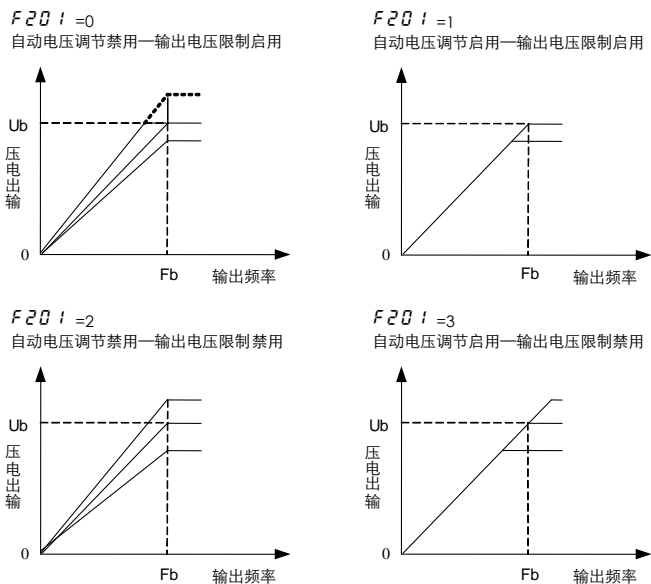 F201 =0
自动电压调节禁用—输出电压限制启用
Ub
压电出输
0
Fb
输出频率
F201 =1
自动电压调节启用—输出电压限制启用
Ub
压电出输
0
Fb
输出频率
F201 =2
自动电压调节禁用—输出电压限制禁用
Ub
压电出输
0
Fb
输出频率
F201 =3
自动电压调节启用—输出电压限制禁用
Ub
压电出输
0
Fb
输出频率